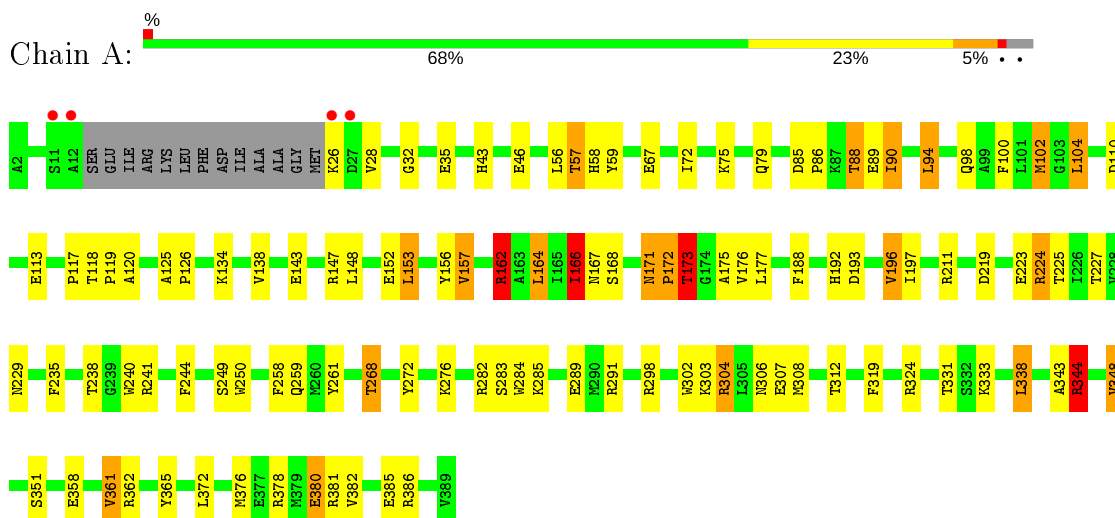 %
Chain A:
68% 23% 5% • •
A2 S11 A12 SER GLU ILE ARG LYS LEU PHE ASP ILE ALA ALA GLY MET K26 D27 V28 G32 E35 H43 E46 L56 T57 H58 Y59 E67 I72 K75 Q79 D85 P86 K87 T88 E89 I90 L94 Q98 A99 F100 L101 M102 G103 L104 D110
E113 P117 T118 P119 A120 A125 P126 K134 V138 E143 R147 L148 E152 L153 Y156 V157 R162 A163 L164 I165 I166 N167 S168 N171 P172 T173 G174 A175 V176 L177 F188 H192 D193 V196 I197 R211 D219 E223 R224 T225 I226 T227 V228
N229 F235 T238 G239 W240 R241 F244 S249 W250 F258 Q259 M260 Y261 T268 Y272 K276 R282 S283 W284 K285 E289 M290 R291 R298 W302 K303 R304 L305 N306 E307 M308 T312 F319 R324 T331 S332 K333 L338 A343 R344
S351 E358 V361 R362 Y365 L372 M376 E377 R378 M379 E380 R381 V382 E385 R386 V389